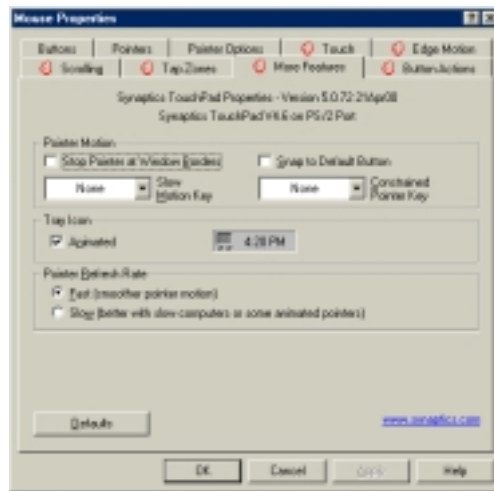 Mouse Properties
Buttons Pointers Pointer Options Touch Edge Motion
Scrolling Tap Zones More Features Button Actions
Synaptics TouchPad Properties - Version 5.0.72 21Apr00
Synaptics TouchPad V4.6 on PS/2 Port
Pointer Motion
Stop Pointer at Window Borders Snap to Default Button
None Slow Motion Key None Constrained Pointer Key
Tray Icon
Animated 4:20 PM
Pointer Refresh Rate
Fast (smoother pointer motion)
Slow (better with slow computers or some animated pointers)
Defaults www.synaptics.com
OK Cancel Apply Help